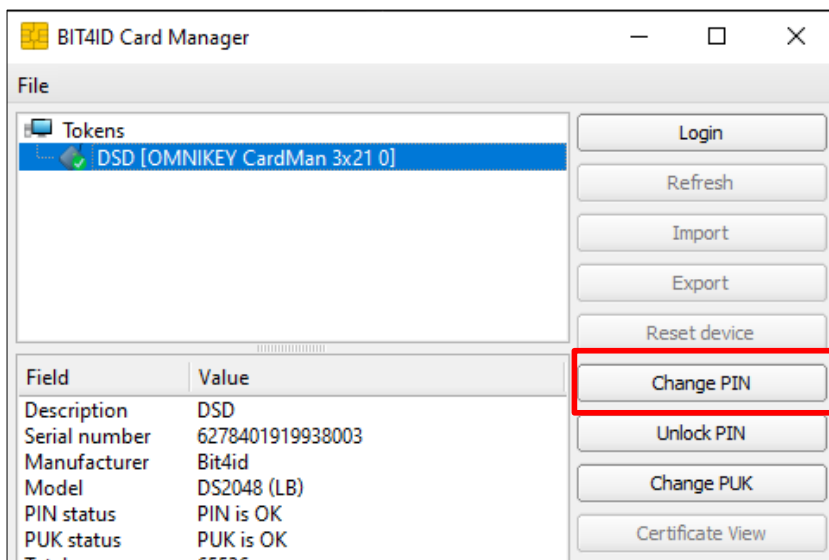 BIT4ID Card Manager
File
Tokens
DSD [OMNIKEY CardMan 3x21 0]
Login
Refresh
Import
Export
Reset device
Change PIN
Unlock PIN
Change PUK
Certificate View
Field Value
Description DSD
Serial number 6278401919938003
Manufacturer Bit4id
Model DS2048 (LB)
PIN status PIN is OK
PUK status PUK is OK